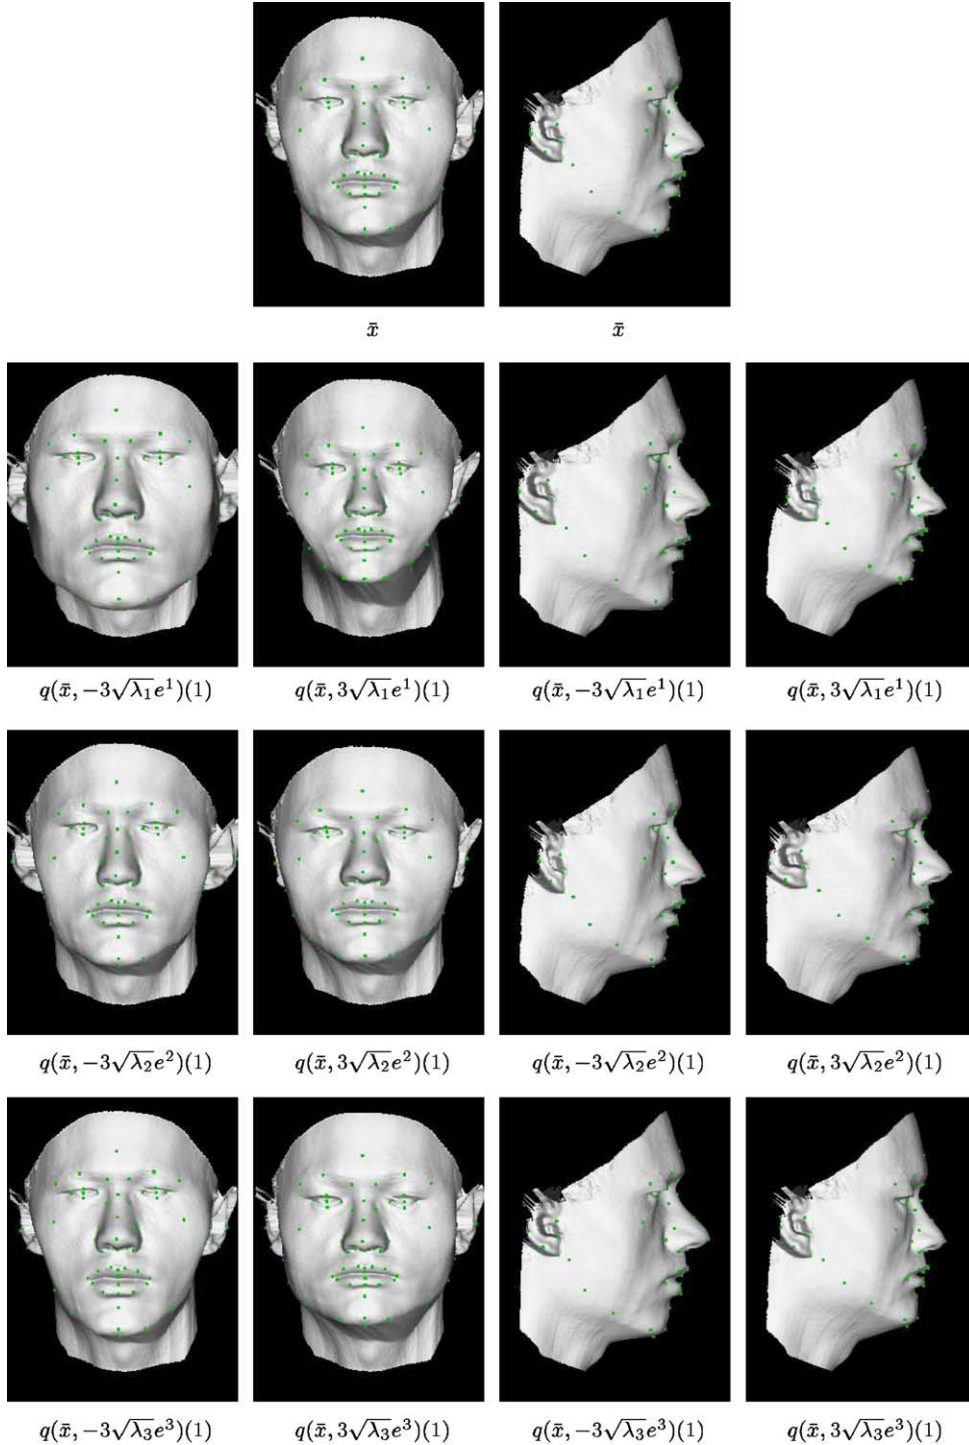 x̄ x̄
q(x̄, −3√λ₁e¹)(1) q(x̄, 3√λ₁e¹)(1) q(x̄, −3√λ₁e¹)(1) q(x̄, 3√λ₁e¹)(1)
q(x̄, −3√λ₂e²)(1) q(x̄, 3√λ₂e²)(1) q(x̄, −3√λ₂e²)(1) q(x̄, 3√λ₂e²)(1)
q(x̄, −3√λ₃e³)(1) q(x̄, 3√λ₃e³)(1) q(x̄, −3√λ₃e³)(1) q(x̄, 3√λ₃e³)(1)